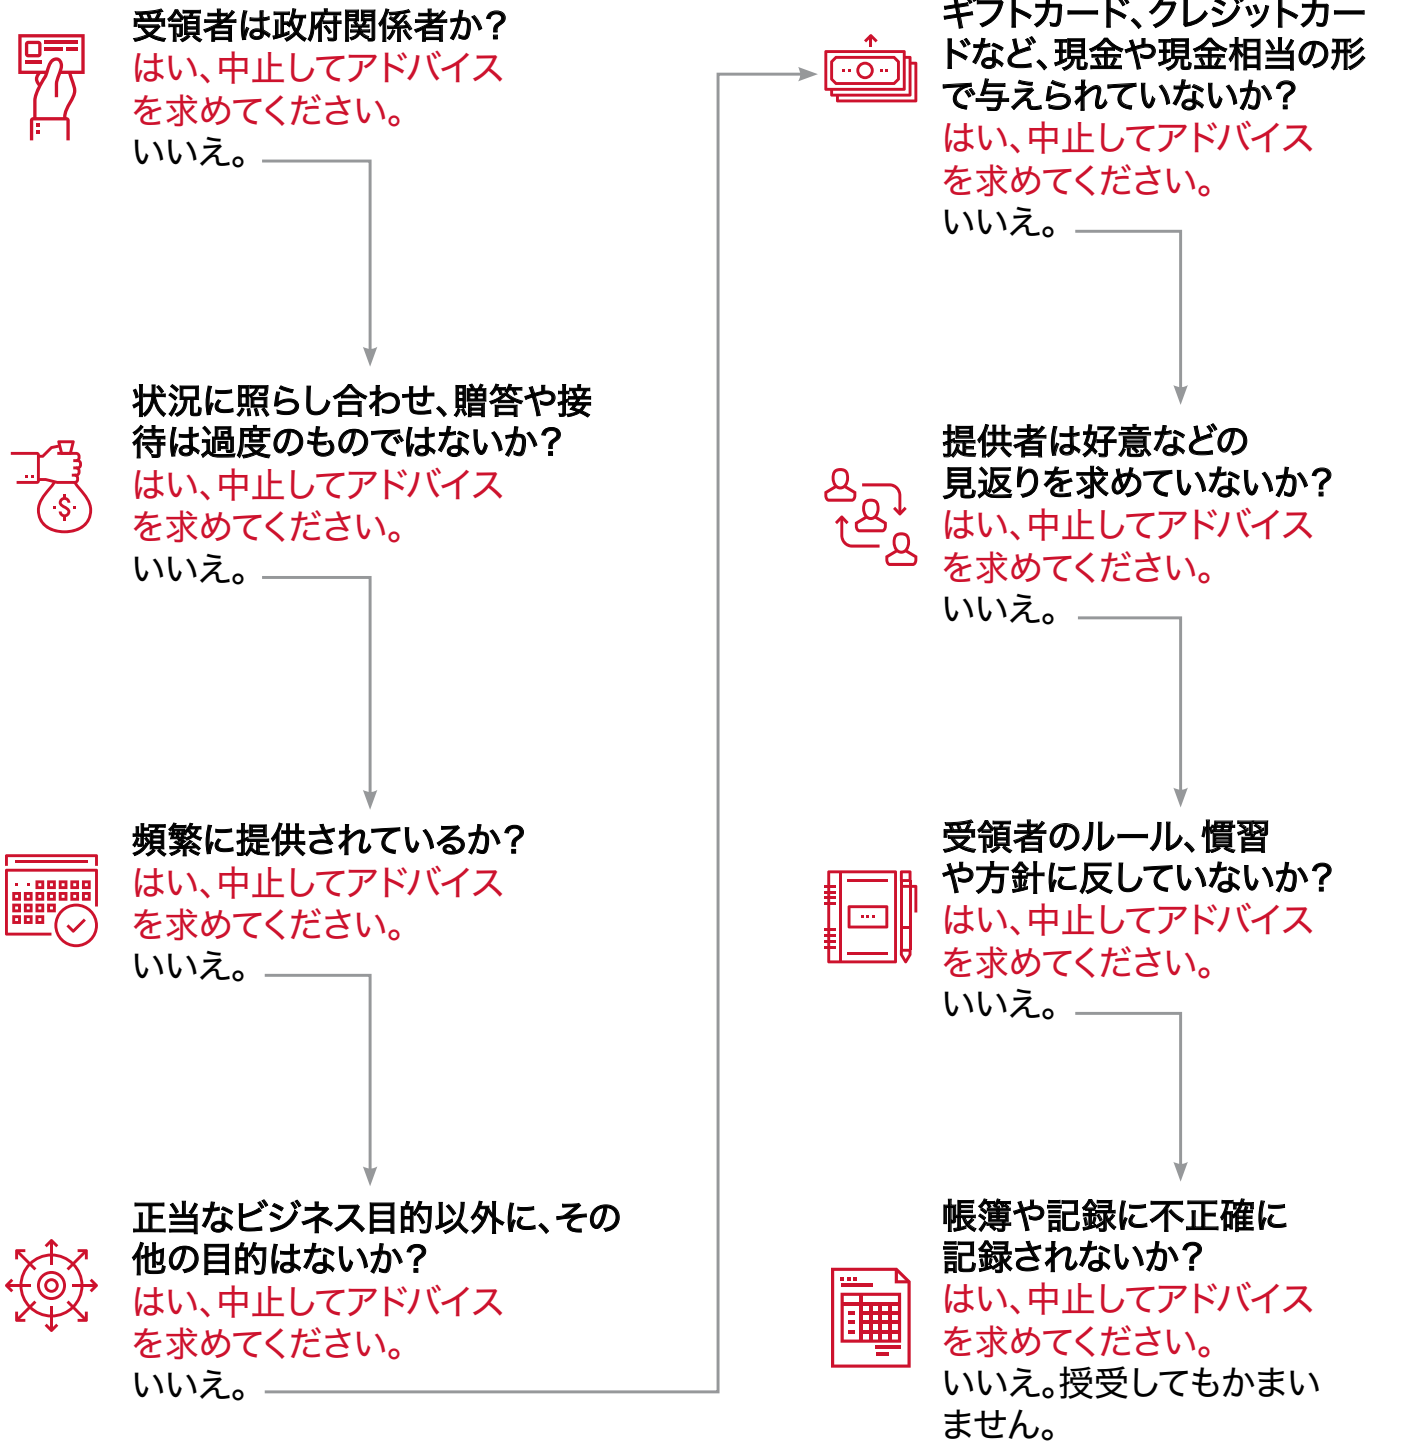 受領者は政府関係者か？
はい、中止してアドバイス
を求めてください。
いいえ。
状況に照らし合わせ、贈答や接
待は過度のものではないか？
はい、中止してアドバイス
を求めてください。
いいえ。
頻繁に提供されているか？
はい、中止してアドバイス
を求めてください。
いいえ。
正当なビジネス目的以外に、その
他の目的はないか？
はい、中止してアドバイス
を求めてください。
いいえ。
ギフトカード、クレジットカー
ドなど、現金や現金相当の形
で与えられていないか？
はい、中止してアドバイス
を求めてください。
いいえ。
提供者は好意などの
見返りを求めていないか？
はい、中止してアドバイス
を求めてください。
いいえ。
受領者のルール、慣習
や方針に反していないか？
はい、中止してアドバイス
を求めてください。
いいえ。
帳簿や記録に不正確に
記録されないか？
はい、中止してアドバイス
を求めてください。
いいえ。授受してもかまい
ません。